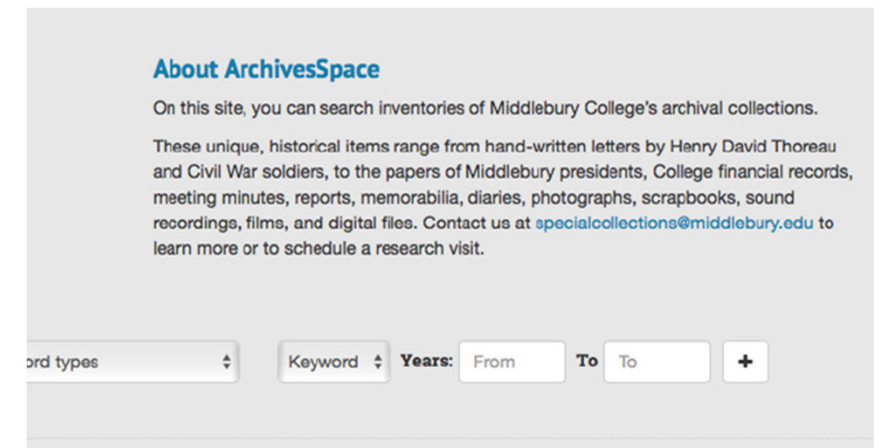 About ArchivesSpace
On this site, you can search inventories of Middlebury College's archival collections.
These unique, historical items range from hand-written letters by Henry David Thoreau
and Civil War soldiers, to the papers of Middlebury presidents, College financial records,
meeting minutes, reports, memorabilia, diaries, photographs, scrapbooks, sound
recordings, films, and digital files. Contact us at specialcollections@middlebury.edu to
learn more or to schedule a research visit.
ord types Keyword Years: From To To +